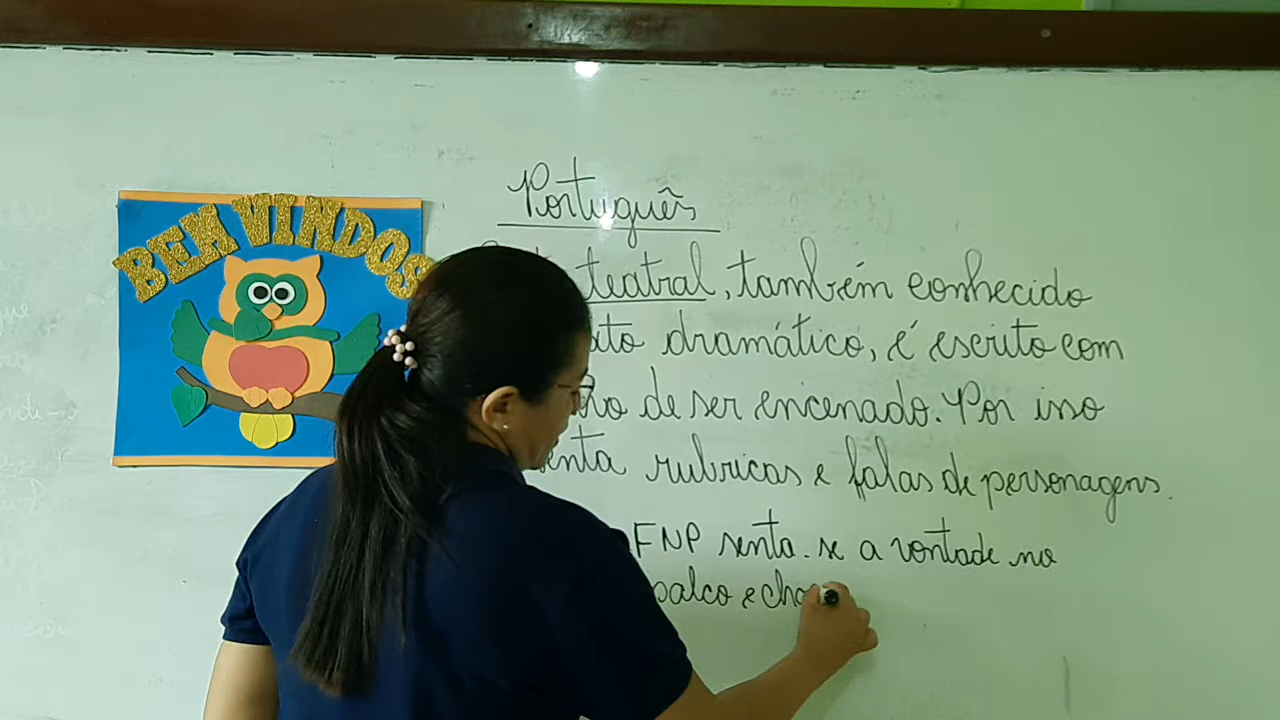 BEM VINDOS
Português
teatral, também conhecido
dramático, é escrito com
de ser encenado. Por isso
rubricas e falas de personagens.
FNP senta-se a vontade no
palco e